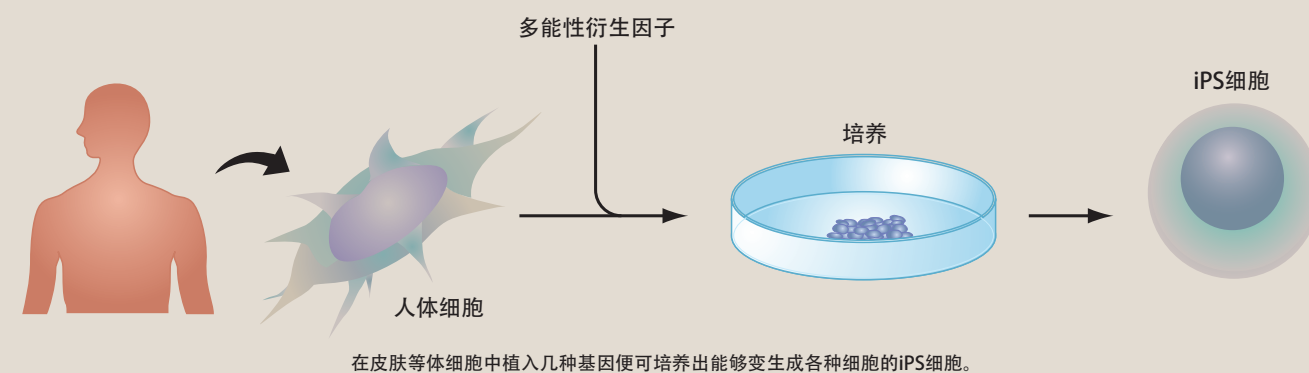 多能性衍生因子
iPS细胞
培养
人体细胞
在皮肤等体细胞中植入几种基因便可培养出能够变生成各种细胞的iPS细胞。